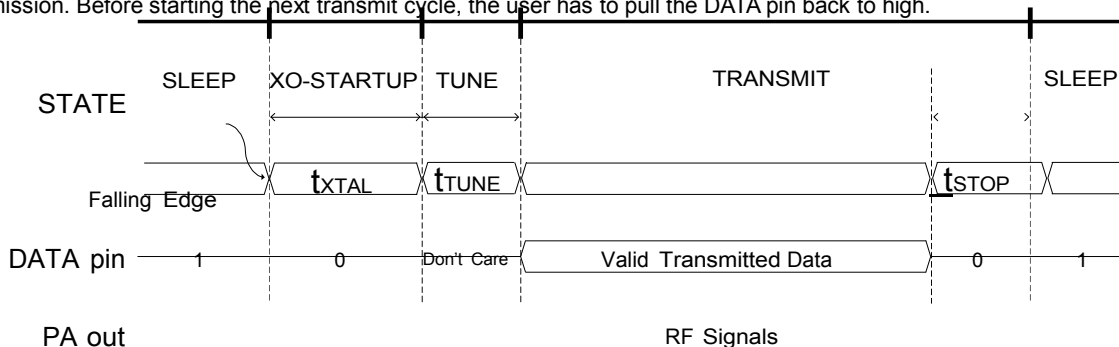 mission. Before starting the next transmit cycle, the user has to pull the DATA pin back to high.
STATE SLEEP XO-STARTUP TUNE TRANSMIT SLEEP
Falling Edge tXTAL tTUNE tSTOP
DATA pin 1 0 Don't Care Valid Transmitted Data 0 1
PA out RF Signals